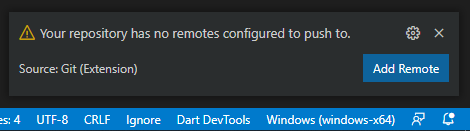 Your repository has no remotes configured to push to.
Source: Git (Extension)
Add Remote
es: 4 UTF-8 CRLF Ignore Dart DevTools Windows (windows-x64)